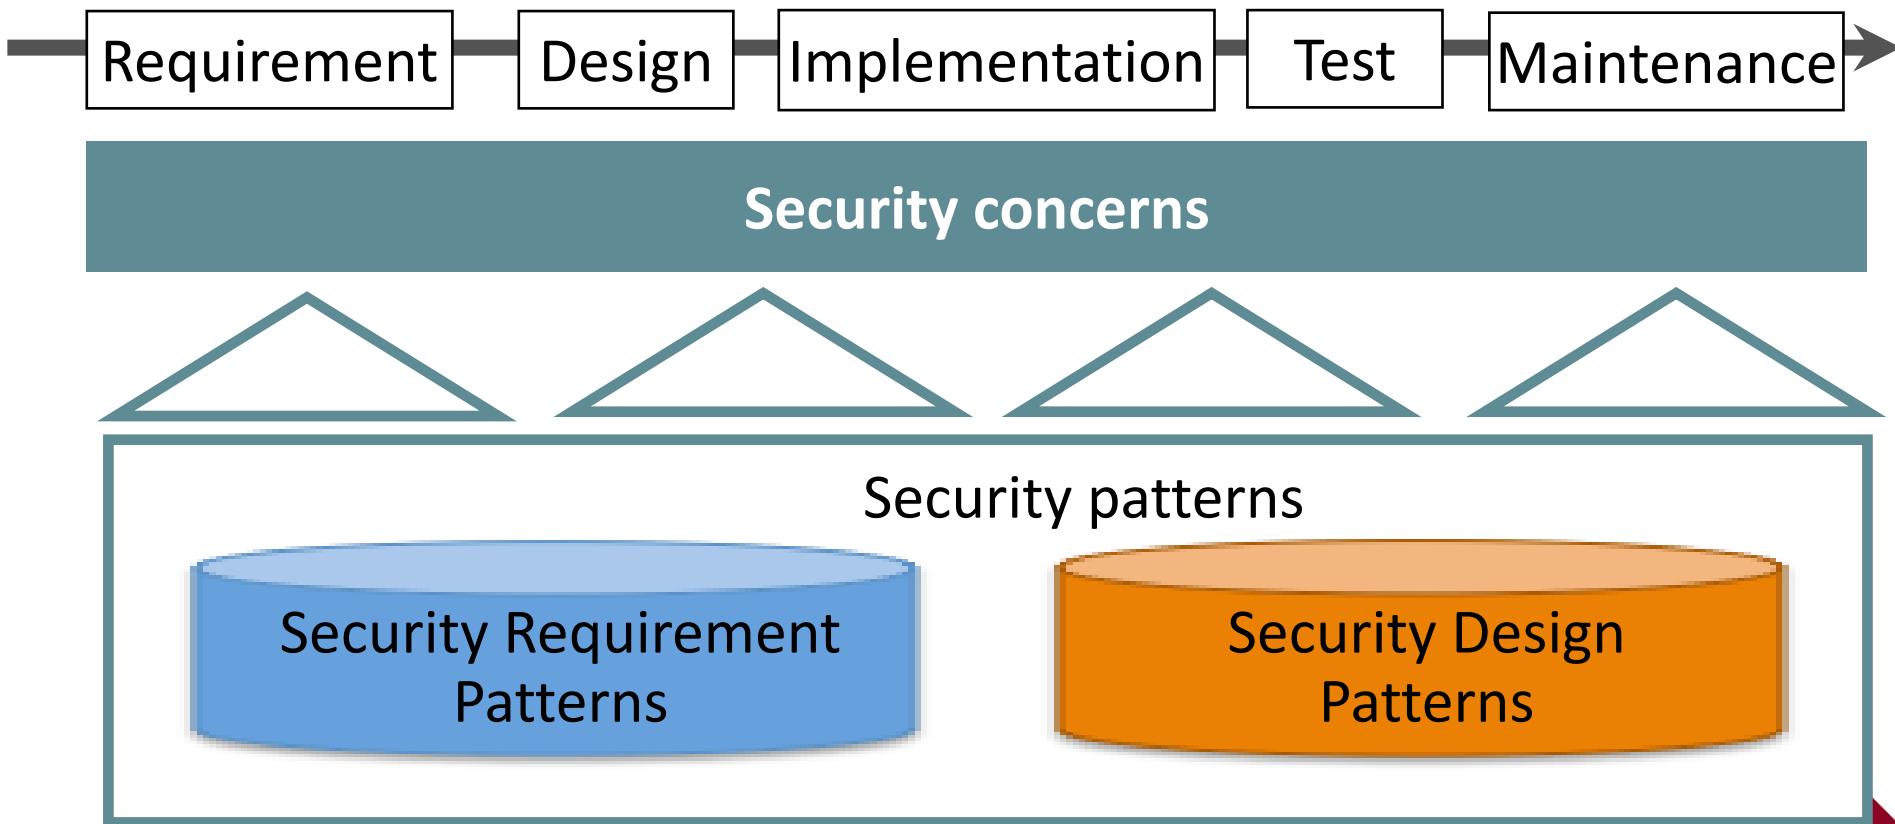 Requirement Design Implementation Test Maintenance
Security concerns
Security patterns
Security Requirement
Patterns
Security Design
Patterns